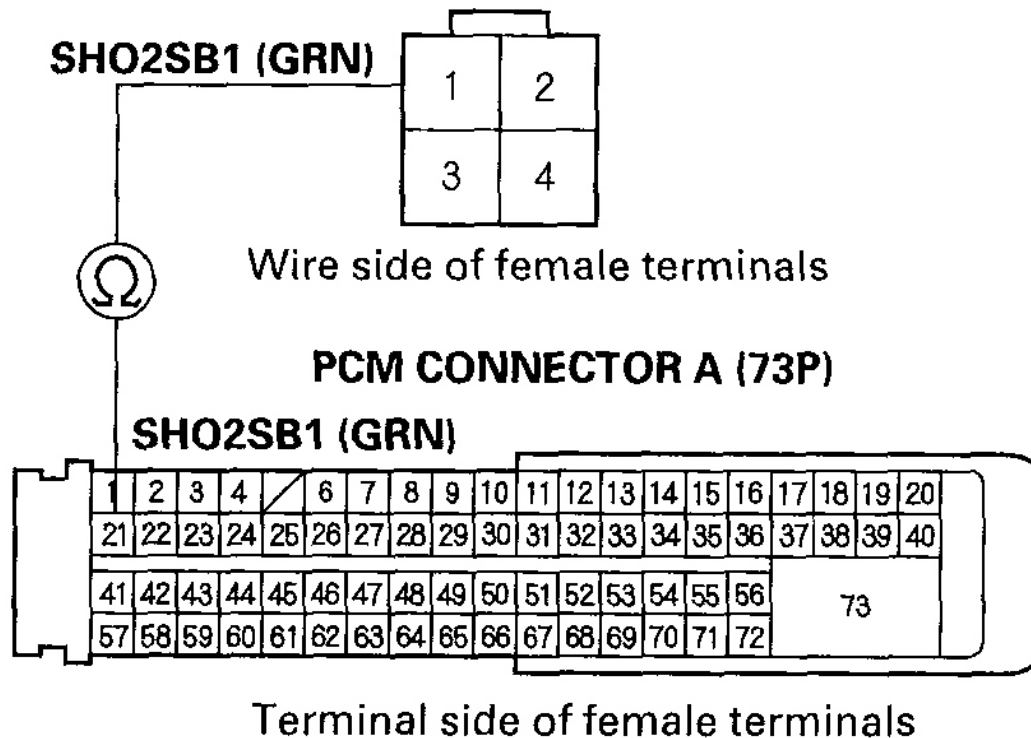 SHO2SB1 (GRN)
1 2
3 4
Wire side of female terminals
Ω
PCM CONNECTOR A (73P)
SHO2SB1 (GRN)
1 2 3 4 6 7 8 9 10 11 12 13 14 15 16 17 18 19 20
21 22 23 24 25 26 27 28 29 30 31 32 33 34 35 36 37 38 39 40
41 42 43 44 45 46 47 48 49 50 51 52 53 54 55 56 73
57 58 59 60 61 62 63 64 65 66 67 68 69 70 71 72
Terminal side of female terminals